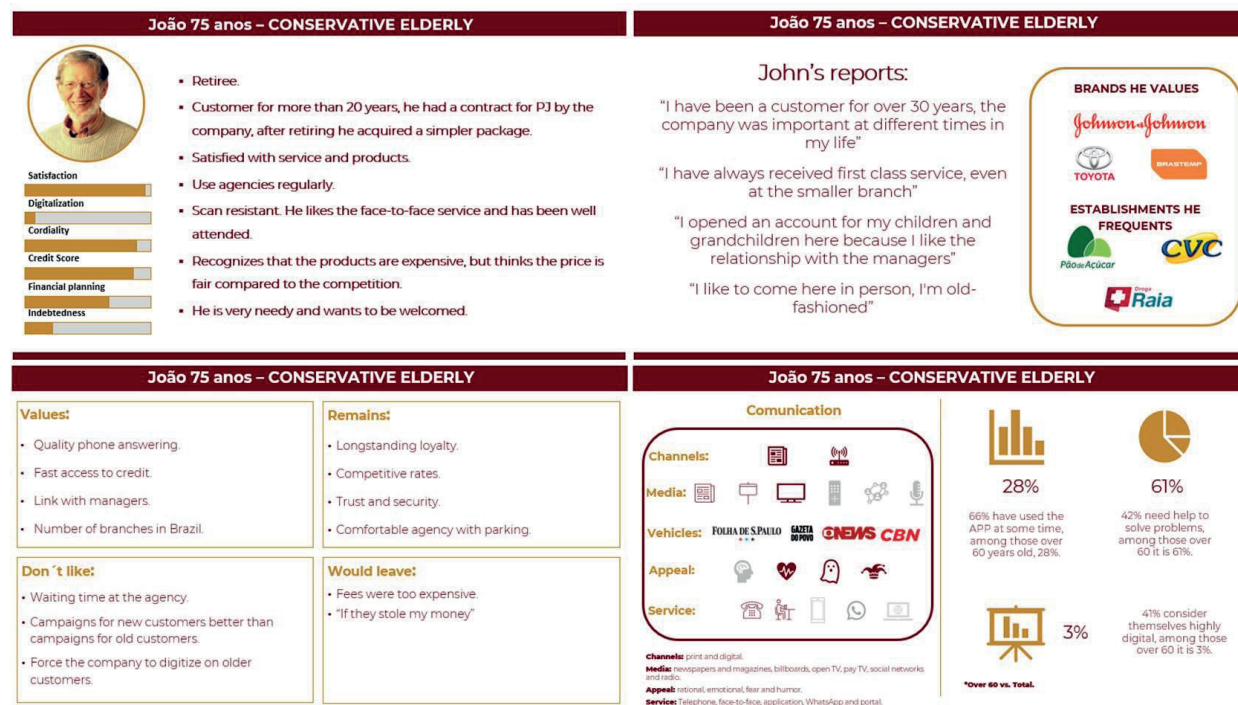 João 75 anos – CONSERVATIVE ELDERLY
Satisfaction
Digitalization
Cordiality
Credit Score
Financial planning
Indebtedness
▪ Retiree.
▪ Customer for more than 20 years, he had a contract for PJ by the
company, after retiring he acquired a simpler package.
▪ Satisfied with service and products.
▪ Use agencies regularly.
▪ Scan resistant. He likes the face-to-face service and has been well
attended.
▪ Recognizes that the products are expensive, but thinks the price is
fair compared to the competition.
▪ He is very needy and wants to be welcomed.
João 75 anos – CONSERVATIVE ELDERLY
John's reports:
“I have been a customer for over 30 years, the
company was important at different times in
my life”
“I have always received first class service, even
at the smaller branch”
“I opened an account for my children and
grandchildren here because I like the
relationship with the managers”
“I like to come here in person, I'm old-
fashioned”
BRANDS HE VALUES
Johnson & Johnson
TOYOTA
BRASTEMP
ESTABLISHMENTS HE
FREQUENTS
Pão de Açúcar
CVC
Droga
Raia
João 75 anos – CONSERVATIVE ELDERLY
Values:
• Quality phone answering.
• Fast access to credit.
• Link with managers.
• Number of branches in Brazil.
Remains:
• Longstanding loyalty.
• Competitive rates.
• Trust and security.
• Comfortable agency with parking.
Don´t like:
• Waiting time at the agency.
• Campaigns for new customers better than
campaigns for old customers.
• Force the company to digitize on older
customers.
Would leave:
• Fees were too expensive.
• “If they stole my money”
João 75 anos – CONSERVATIVE ELDERLY
Comunication
Channels:
Media:
Vehicles: FOLHA DE S.PAULO GAZETA DO POVO GNEWS CBN
Appeal:
Service:
Channels: print and digital.
Media: newspapers and magazines, billboards, open TV, pay TV, social networks
and radio.
Appeal: rational, emotional, fear and humor.
Service: Telephone, face-to-face, application, WhatsApp and portal.
28%
66% have used the
APP at some time,
among those over
60 years old, 28%.
61%
42% need help to
solve problems,
among those over
60 it is 61%.
3%
41% consider
themselves highly
digital, among those
over 60 it is 3%.
*Over 60 vs. Total.